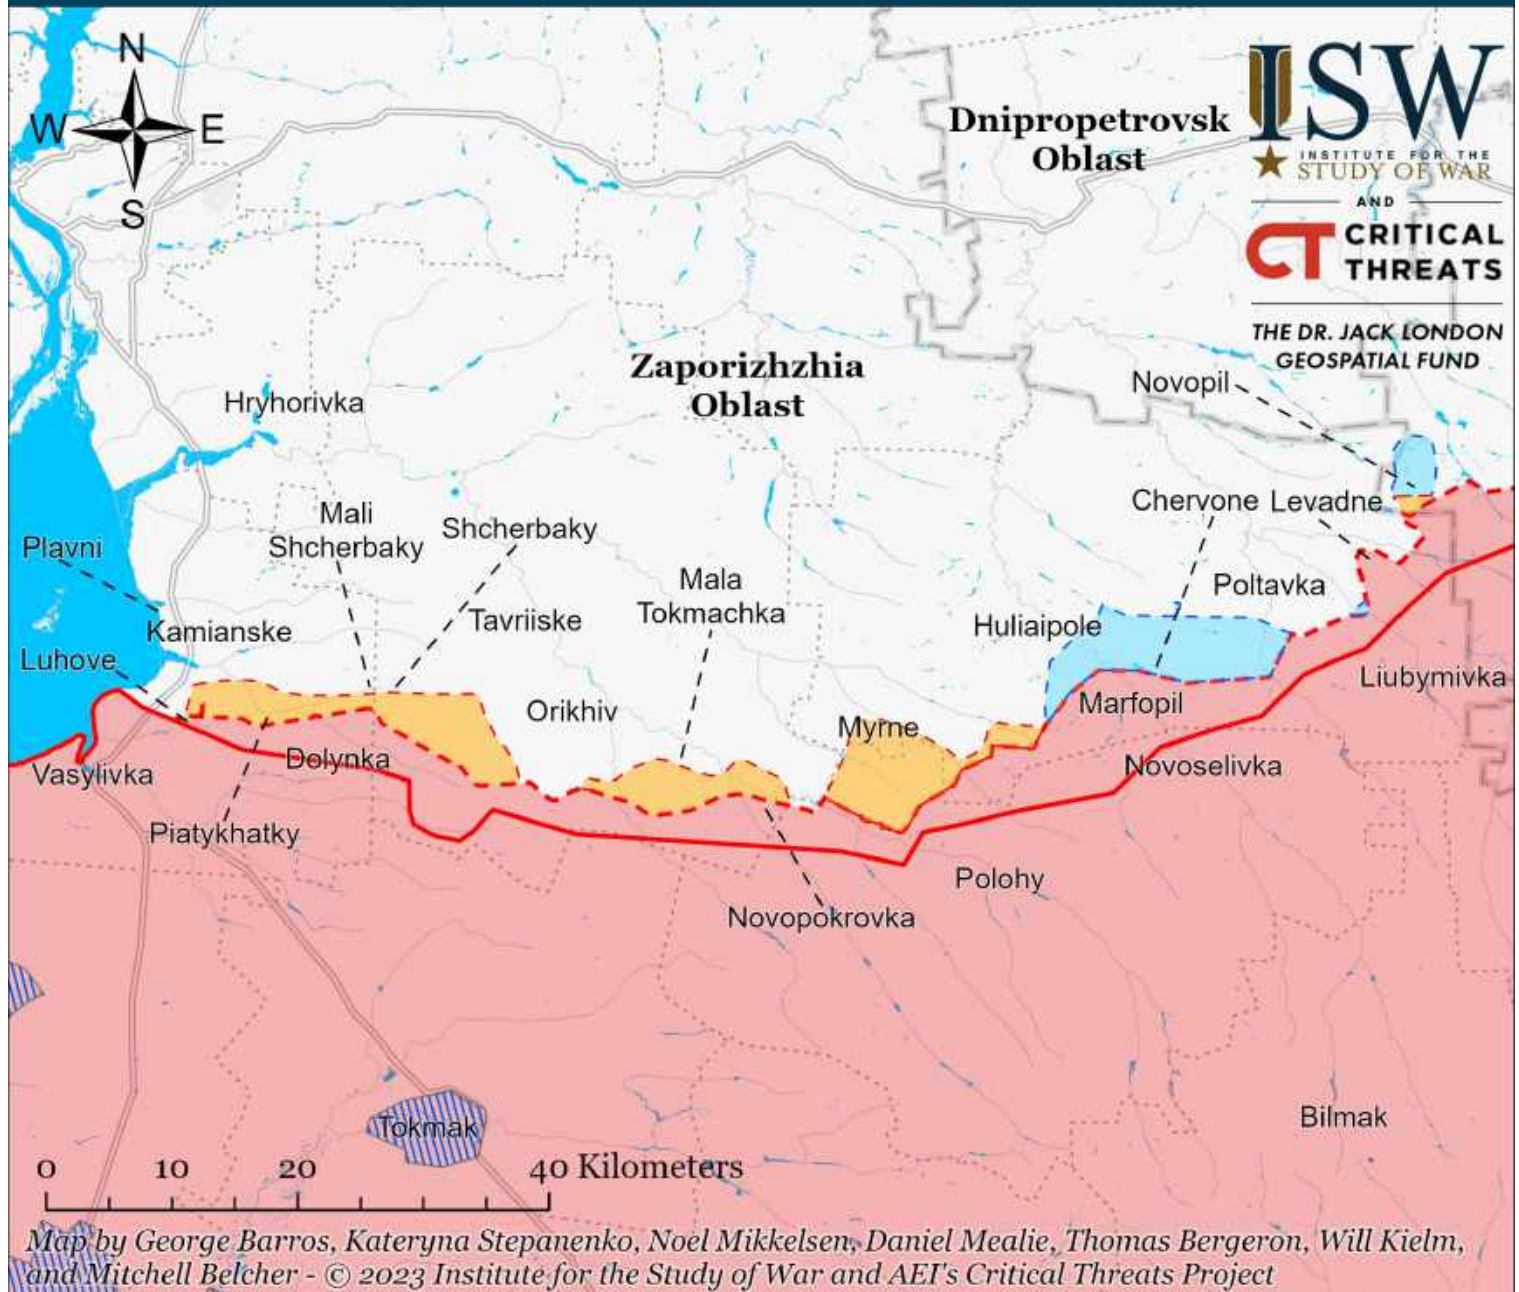 N
W
E
S
Dnipropetrovsk
Oblast
ISW
INSTITUTE FOR THE
STUDY OF WAR
AND
CT CRITICAL
THREATS
THE DR. JACK LONDON
GEOSPATIAL FUND
Zaporizhzhia
Oblast
Novopil
Hryhorivka
Mali
Shcherbaky
Shcherbaky
Chervone
Levadne
Plavni
Mala
Tokmachka
Poltavka
Kamianske
Tavriiske
Huliaipole
Luhove
Liubymivka
Orikhiv
Marfopil
Myrne
Dolynka
Vasylivka
Novoselivka
Piatykhatky
Polohy
Novopokrovka
Tokmak
Bilmak
0 10 20 40 Kilometers
Map by George Barros, Kateryna Stepanenko, Noel Mikkelsen, Daniel Mealie, Thomas Bergeron, Will Kielm,
and Mitchell Belcher - © 2023 Institute for the Study of War and AEI's Critical Threats Project